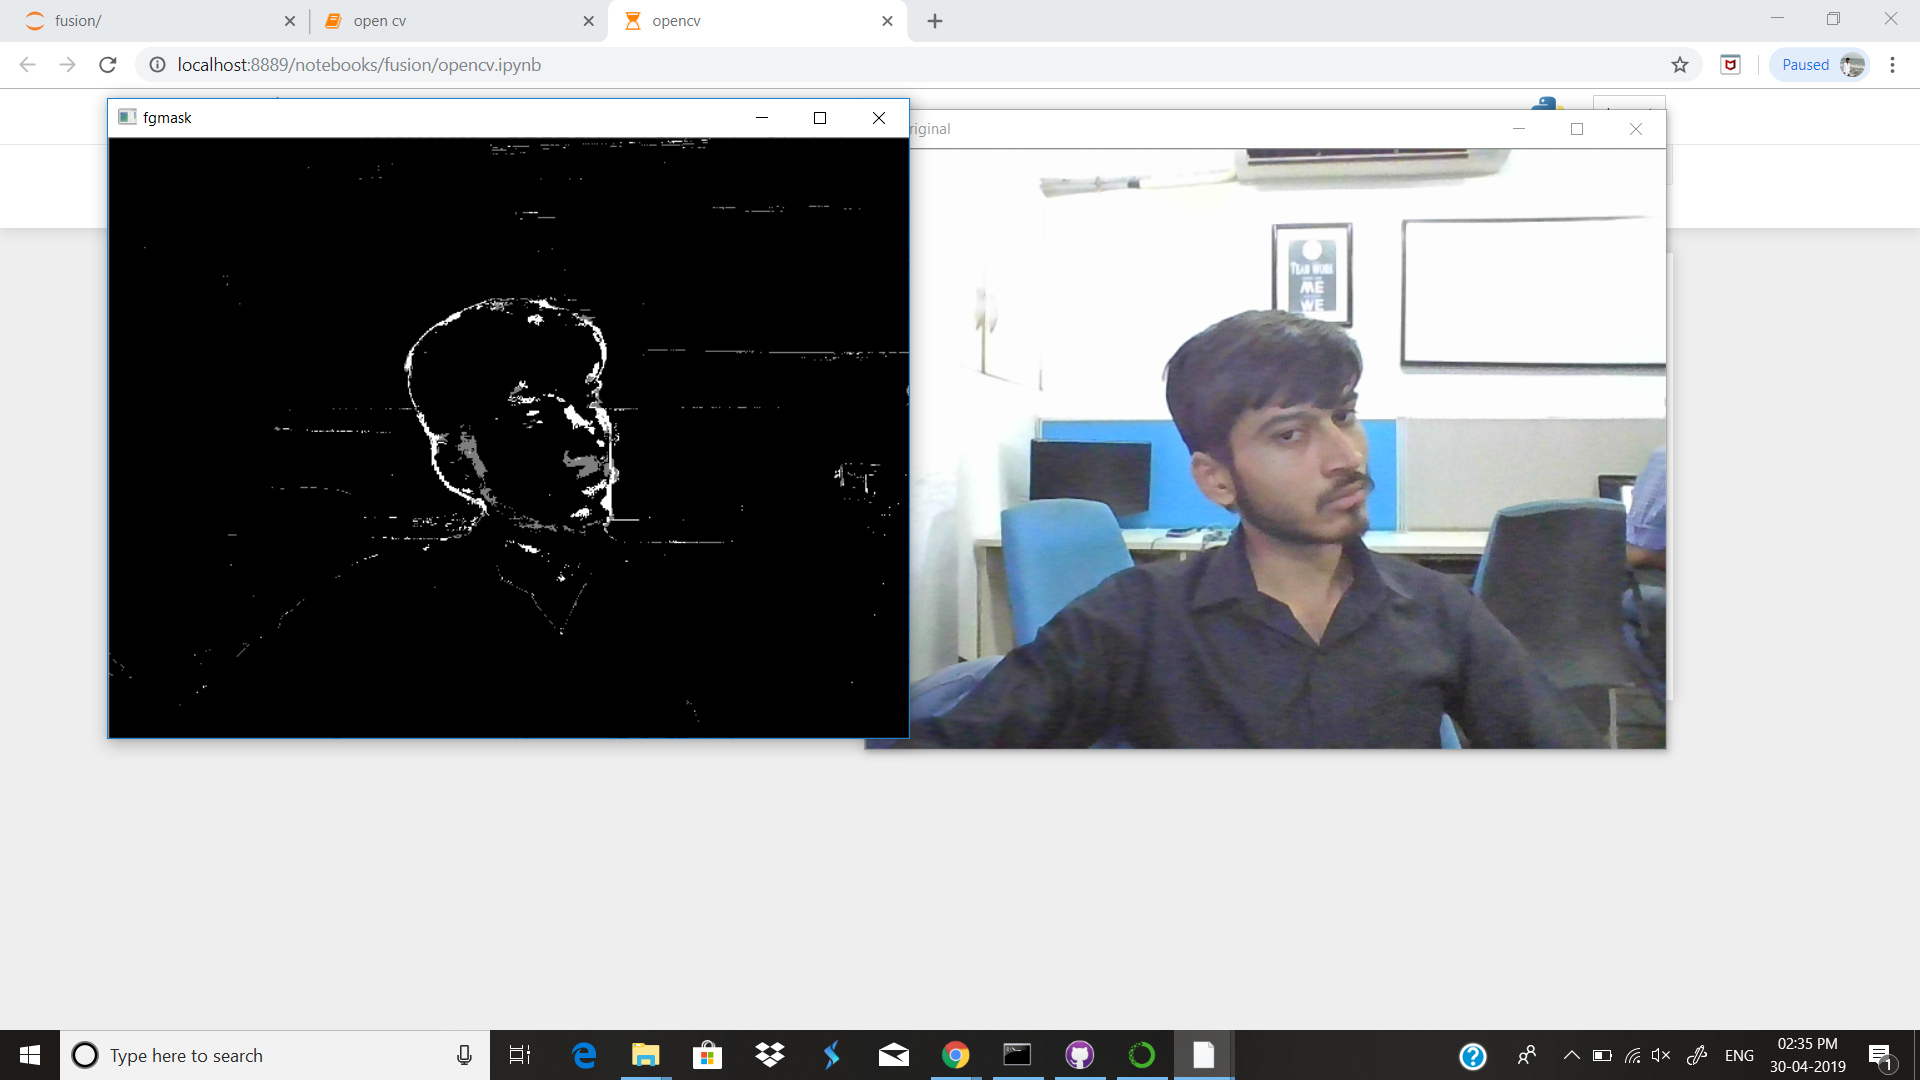 fusion/
open cv
opencv
localhost:8889/notebooks/fusion/opencv.ipynb
Paused
fgmask
riginal
TEAM WORK
ME
WE
Type here to search
ENG
02:35 PM
30-04-2019
1